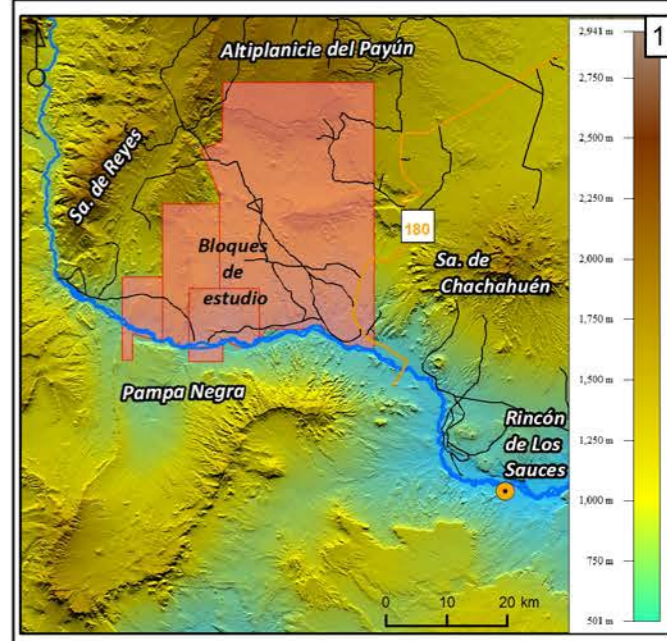 1
Altiplanicie del Payún
Sa. de Reyes
180
Bloques
de
estudio
Sa. de
Chachahuén
Pampa Negra
Rincón
de Los
Sauces
0 10 20 km
2,941 m
2,750 m
2,500 m
2,250 m
2,000 m
1,750 m
1,500 m
1,250 m
1,000 m
750 m
501 m